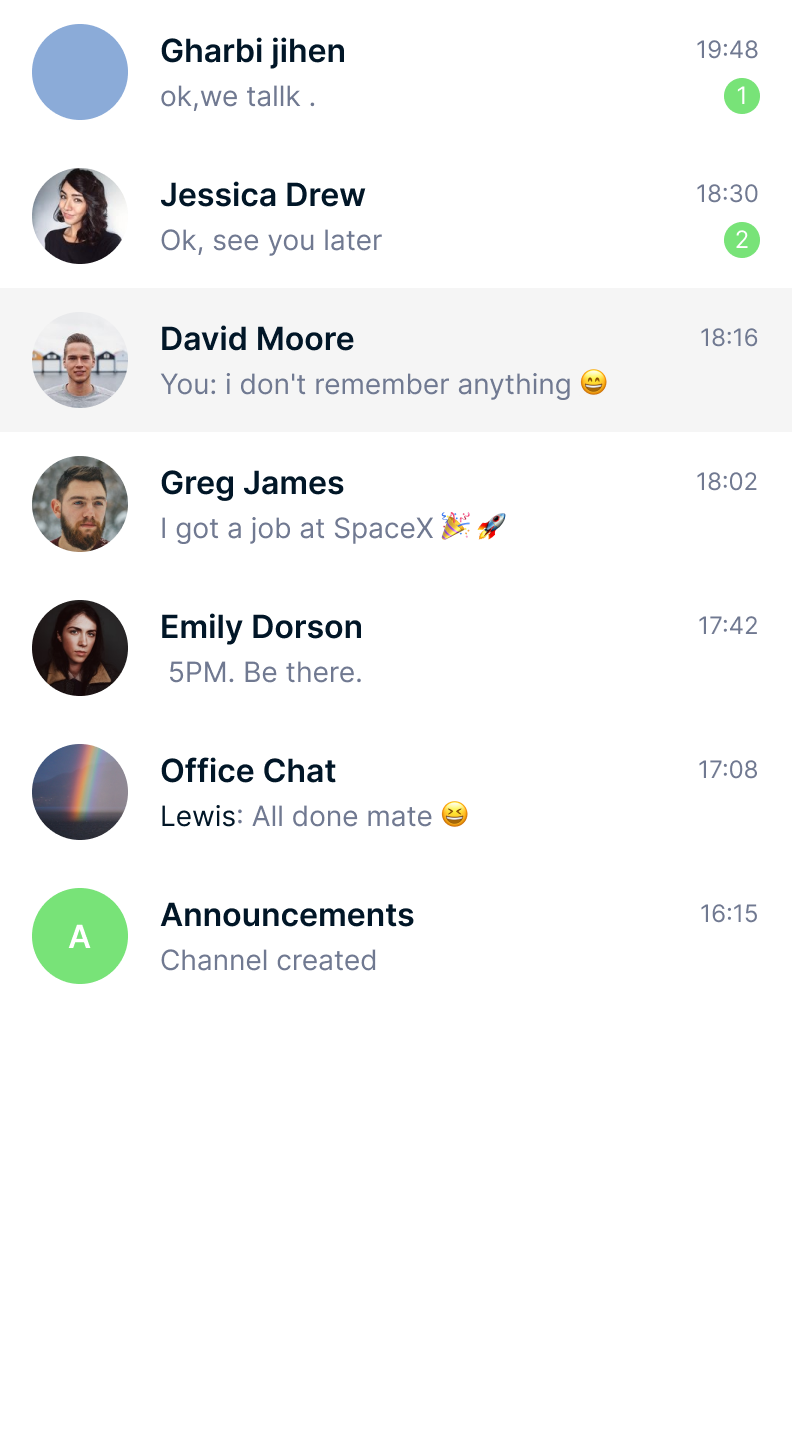 Gharbi jihen 19:48
ok,we tallk . 1
Jessica Drew 18:30
Ok, see you later 2
David Moore 18:16
You: i don't remember anything 😄
Greg James 18:02
I got a job at SpaceX 🎉 🚀
Emily Dorson 17:42
5PM. Be there.
Office Chat 17:08
Lewis: All done mate 😆
A
Announcements 16:15
Channel created